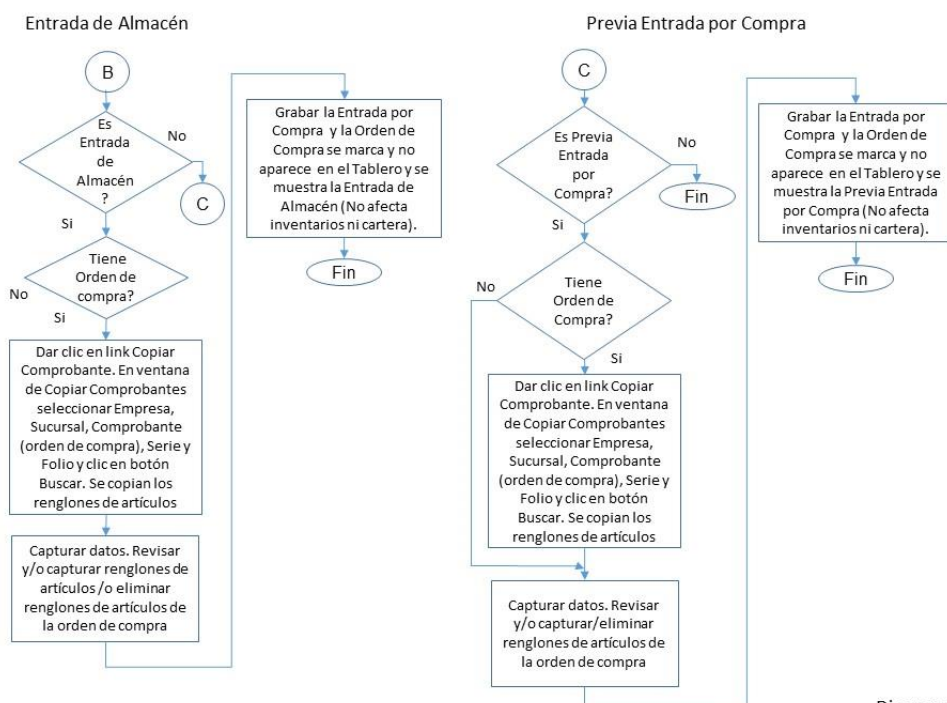 Entrada de Almacén
B
Es
Entrada
de
Almacén
?
No
C
Si
Tiene
Orden de
compra?
No
Si
Dar clic en link Copiar
Comprobante. En ventana
de Copiar Comprobantes
seleccionar Empresa,
Sucursal, Comprobante
(orden de compra), Serie y
Folio y clic en botón
Buscar. Se copian los
renglones de artículos
Capturar datos. Revisar
y/o capturar renglones de
artículos /o eliminar
renglones de artículos de
la orden de compra
Grabar la Entrada por
Compra y la Orden de
Compra se marca y no
aparece en el Tablero y se
muestra la Entrada de
Almacén (No afecta
inventarios ni cartera).
Fin
Previa Entrada por Compra
C
Es Previa
Entrada
por
Compra?
No
Fin
Si
Tiene
Orden de
Compra?
No
Si
Dar clic en link Copiar
Comprobante. En ventana
de Copiar Comprobantes
seleccionar Empresa,
Sucursal, Comprobante
(orden de compra), Serie y
Folio y clic en botón
Buscar. Se copian los
renglones de artículos
Capturar datos. Revisar
y/o capturar/eliminar
renglones de artículos de
la orden de compra
Grabar la Entrada por
Compra y la Orden de
Compra se marca y no
aparece en el Tablero y se
muestra la Previa Entrada
por Compra (No afecta
inventarios ni cartera).
Fin